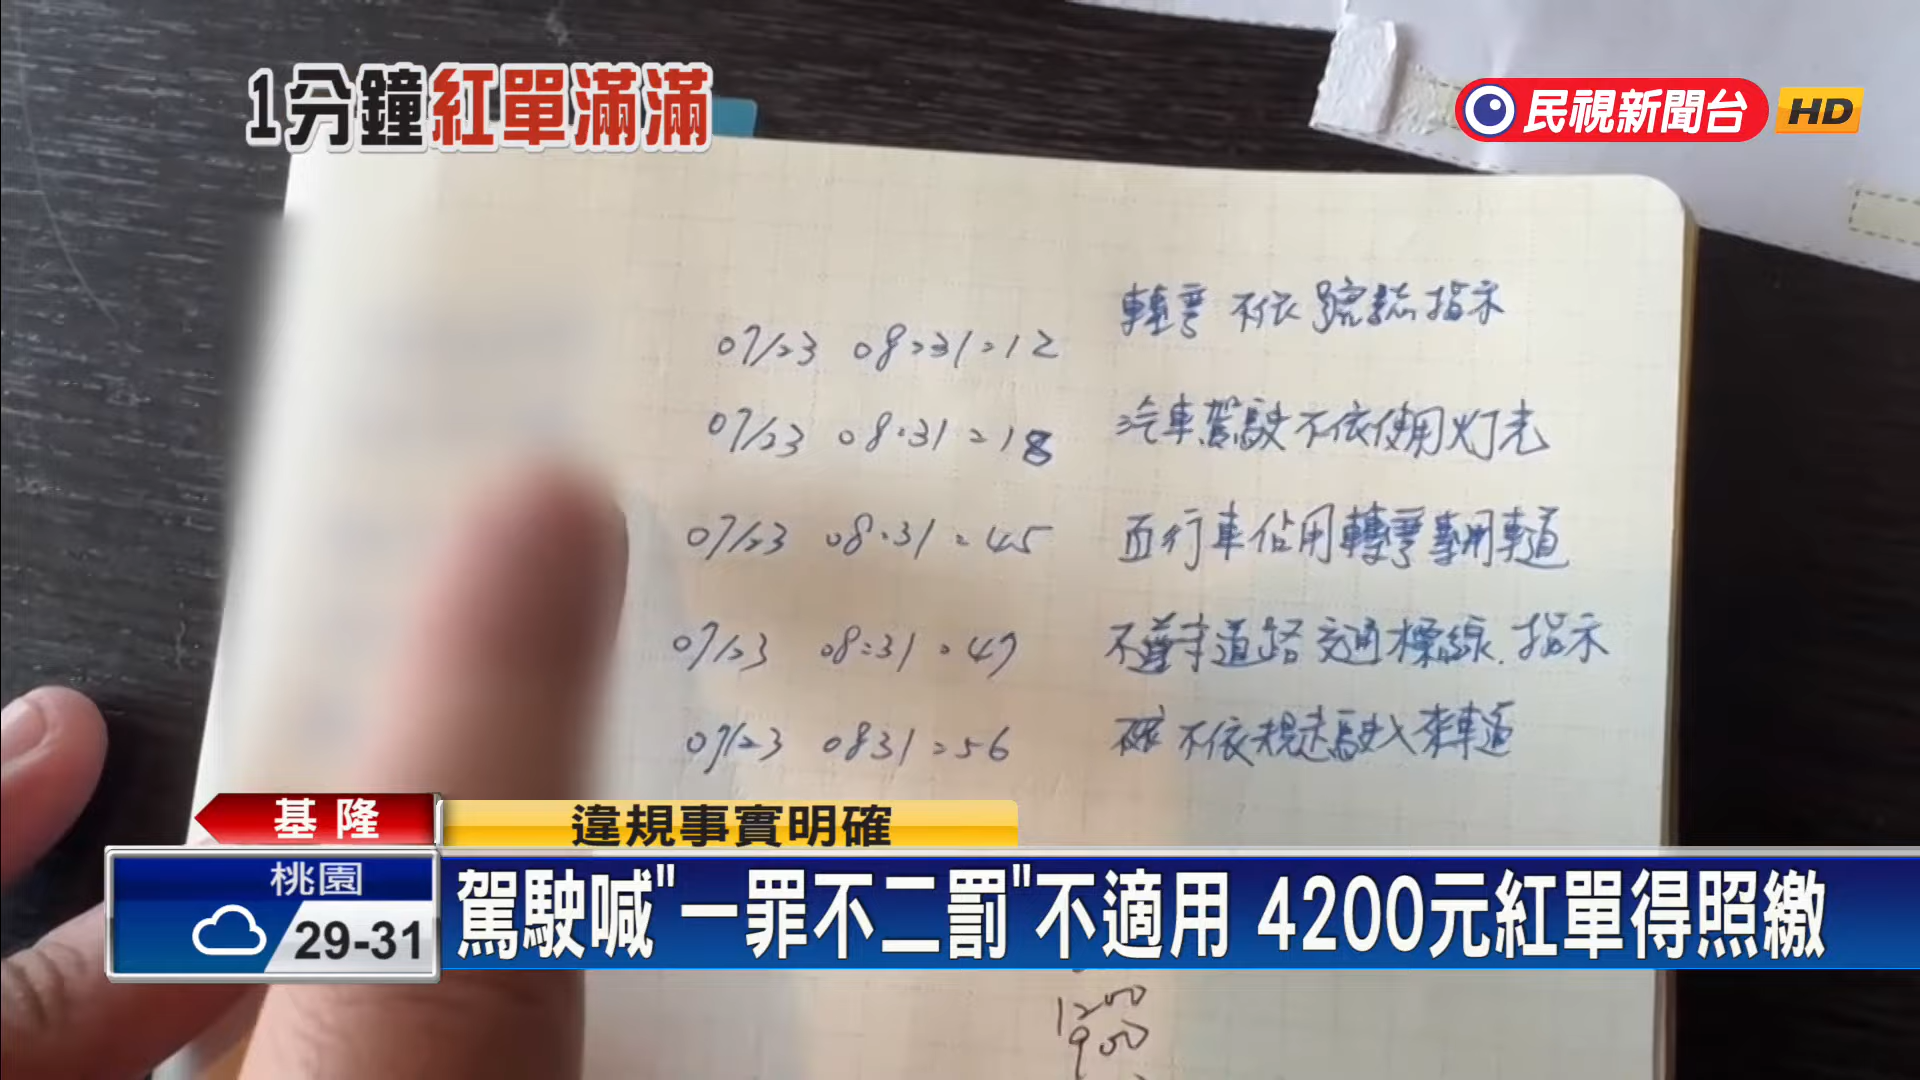 1分鐘紅單滿滿
民視新聞台 HD
轉彎不依號誌指示
07/23 08:31:12
07/23 08:31:18 汽車駕駛不依使用灯光
07/23 08:31:45 直行車佔用轉彎專用車道
07/23 08:31:49 不遵守道路交通標線.指示
07/23 0831:56 不依規定駛入來車道
基隆
違規事實明確
桃園
29-31
駕駛喊"一罪不二罰"不適用 4200元紅單得照繳
1200
900